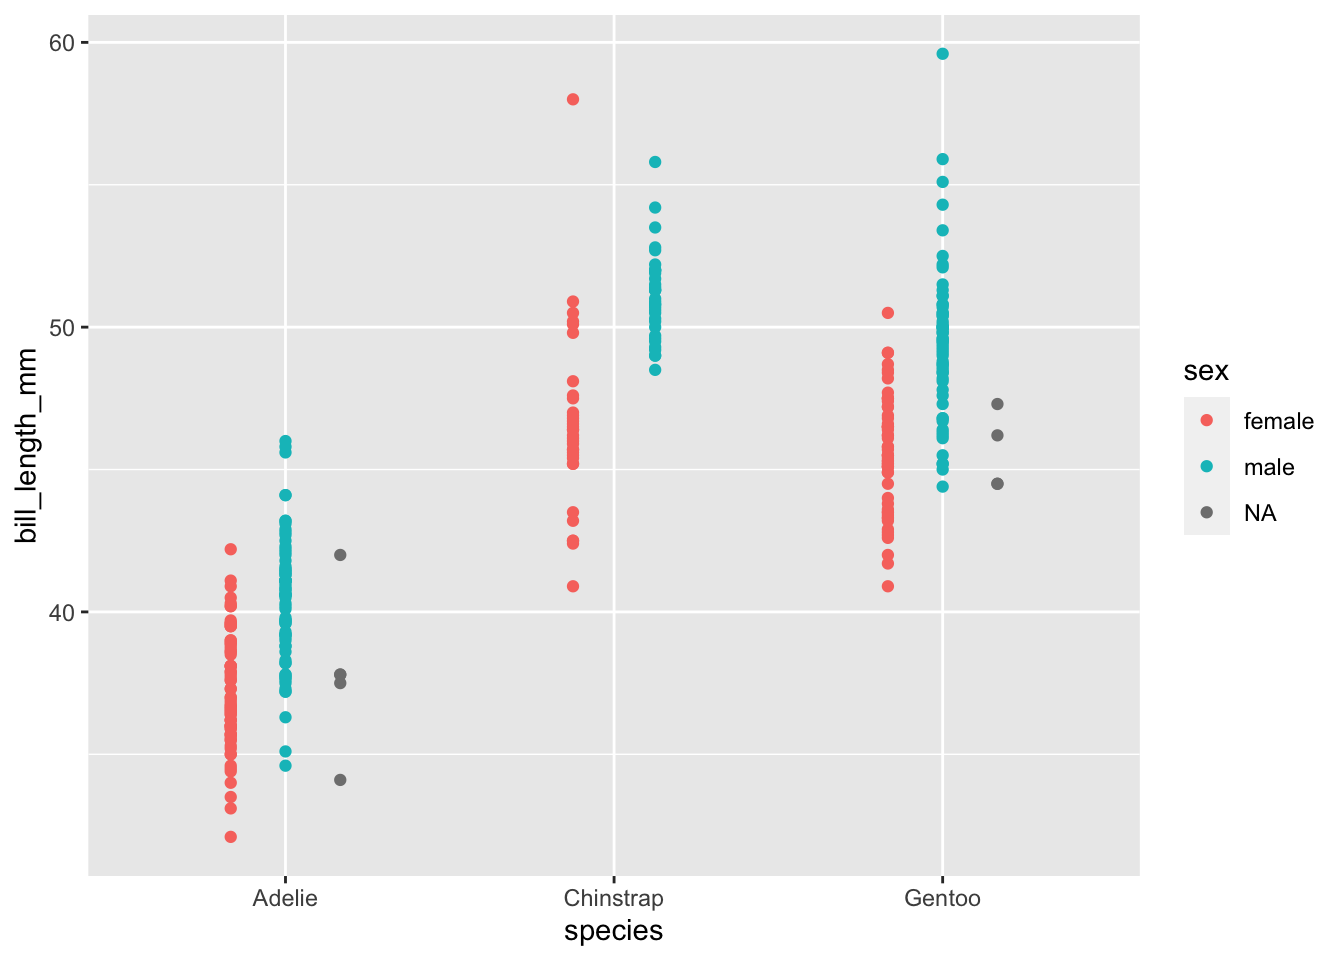 60
50
40
bill_length_mm
Adelie
Chinstrap
Gentoo
species
sex
female
male
NA